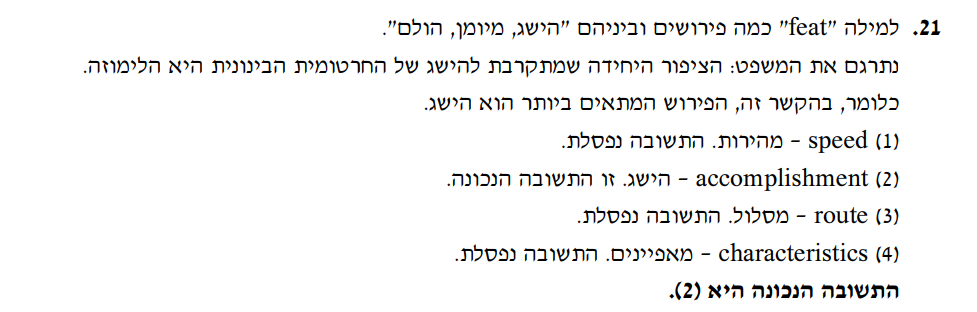 21. למילה "feat" כמה פירושים וביניהם "הישג, מיומן, הולם".
נתרגם את המשפט: הציפור היחידה שמתקרבת להישג של החרטומית הבינונית היא הלימוזה.
כלומר, בהקשר זה, הפירוש המתאים ביותר הוא הישג.
(1) speed – מהירות. התשובה נפסלת.
(2) accomplishment – הישג. זו התשובה הנכונה.
(3) route – מסלול. התשובה נפסלת.
(4) characteristics – מאפיינים. התשובה נפסלת.
התשובה הנכונה היא (2).